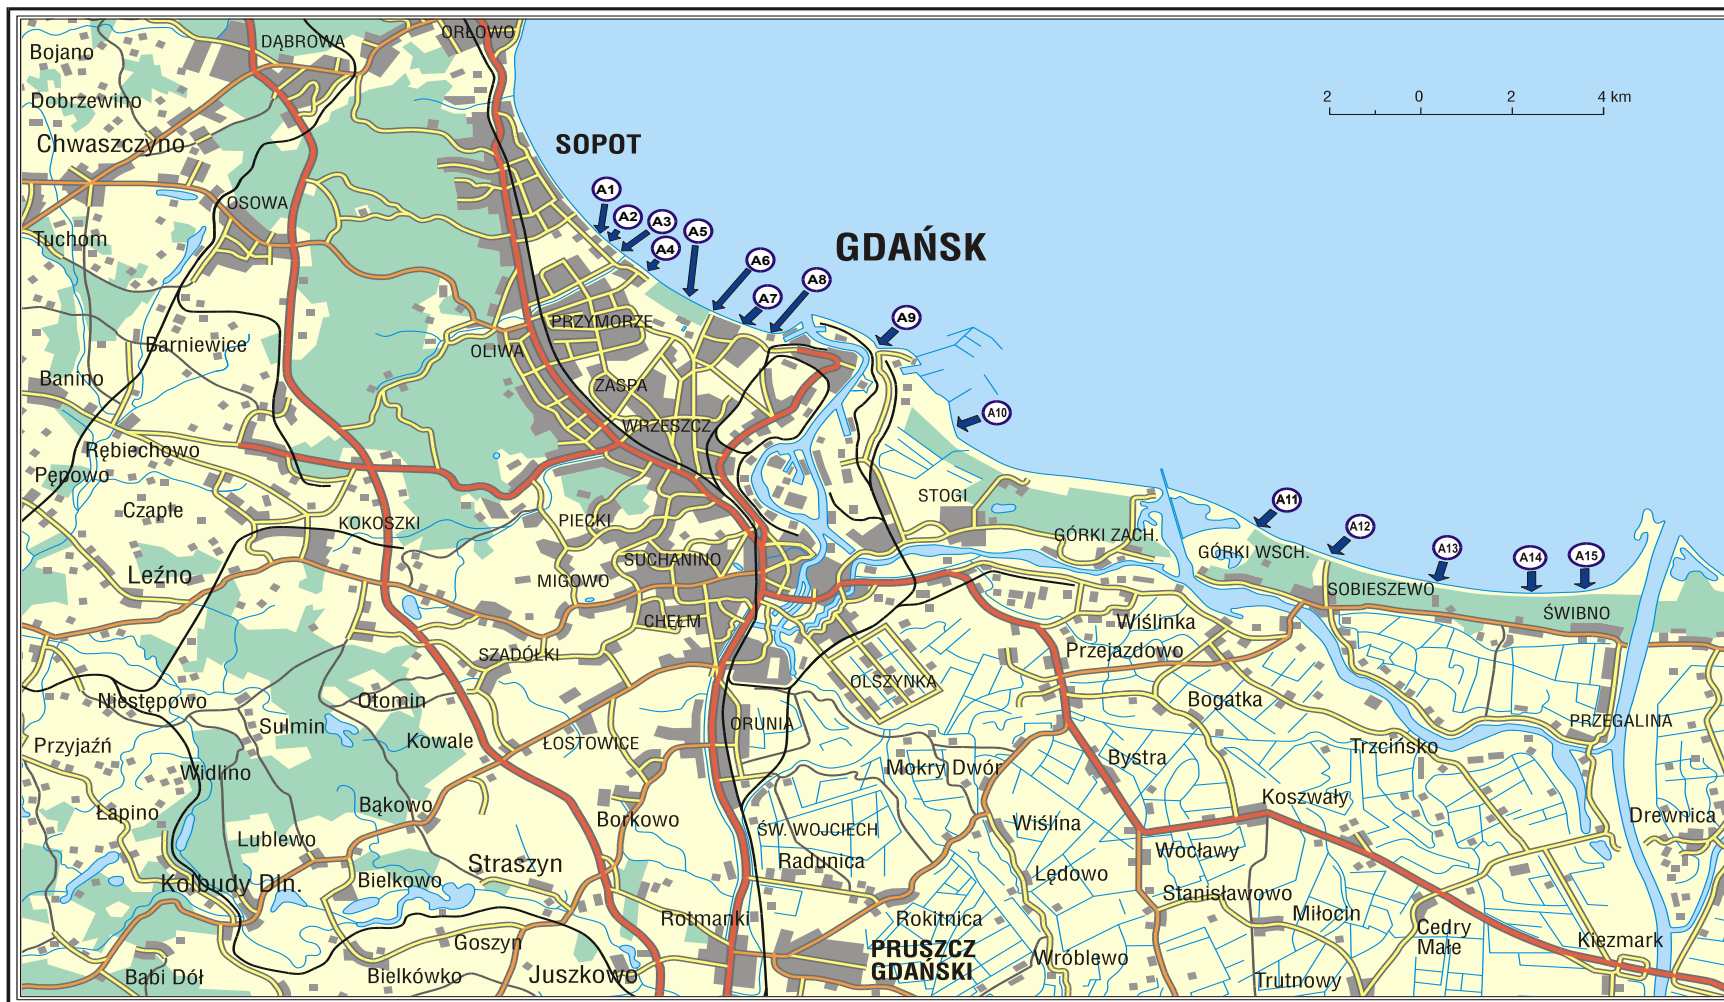 ORŁOWO
DĄBROWA
Bojano
Dobrzewino
2 0 2 4 km
Chwaszczyno
SOPOT
A1
OSOWA
A2
A3
A5
Tuchom
A4
GDAŃSK
A6
A8
A7
A9
PRZYMORZE
Barniewice
OLIWA
Banino
ZASPA
A10
WRZESZCZ
Rębiechowo
Pępowo
STOGI
A11
Czaple
PIECKI
KOKOSZKI
A12
GÓRKI ZACH.
A13
GÓRKI WSCH.
A14
A15
SUCHANINO
Leźno
MIGOWO
SOBIESZEWO
ŚWIBNO
CHEŁM
Wiślinka
Przejazdowo
SZADÓŁKI
OLSZYNKA
Niestępowo
Otomin
Bogatka
Sulmin
ORUNIA
PRZEGALINA
Przyjaźń
Kowale
ŁOSTOWICE
Trzcińsko
Bystra
Widlino
Mokry Dwór
Koszwały
Bąkowo
Łapino
Borkowo
Wiślina
Drewnica
ŚW. WOJCIECH
Lublewo
Wocławy
Straszyn
Radunica
Lędowo
Kolbudy Dln.
Bielkowo
Stanisławowo
Miłocin
Rotmanki
Rokitnica
Cedry
Małe
Goszyn
Kiezmark
PRUSZCZ
GDAŃSKI
Wróblewo
Bąbi Dół
Bielkówko
Juszkowo
Trutnowy